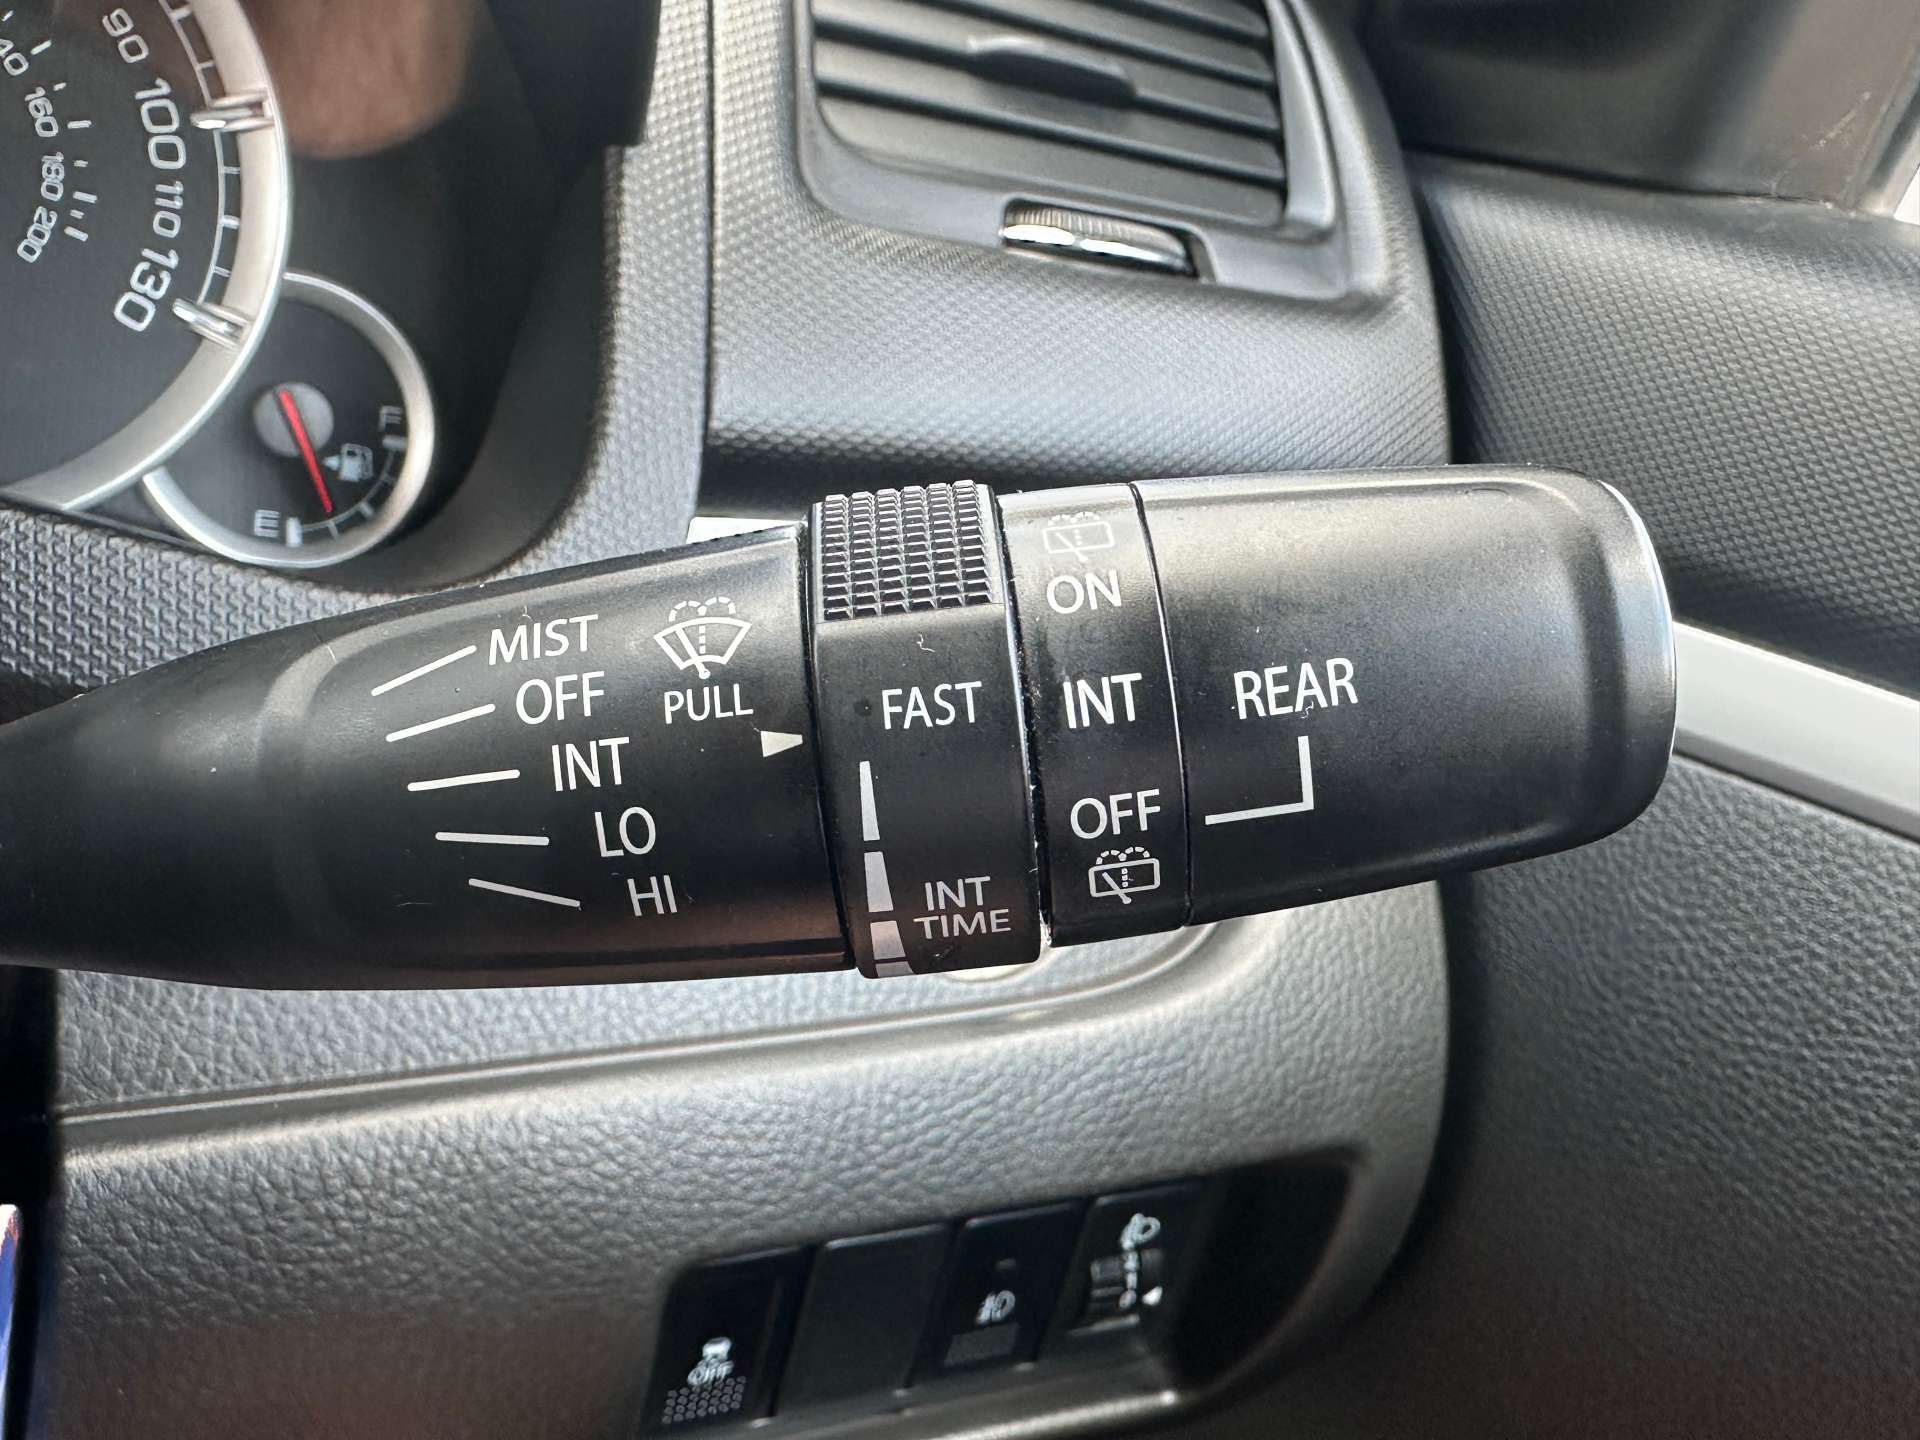 90
100
110
130
40
160
180
200
F
E
MIST
OFF
INT
LO
HI
PULL
FAST
INT
TIME
ON
INT
OFF
REAR
OFF